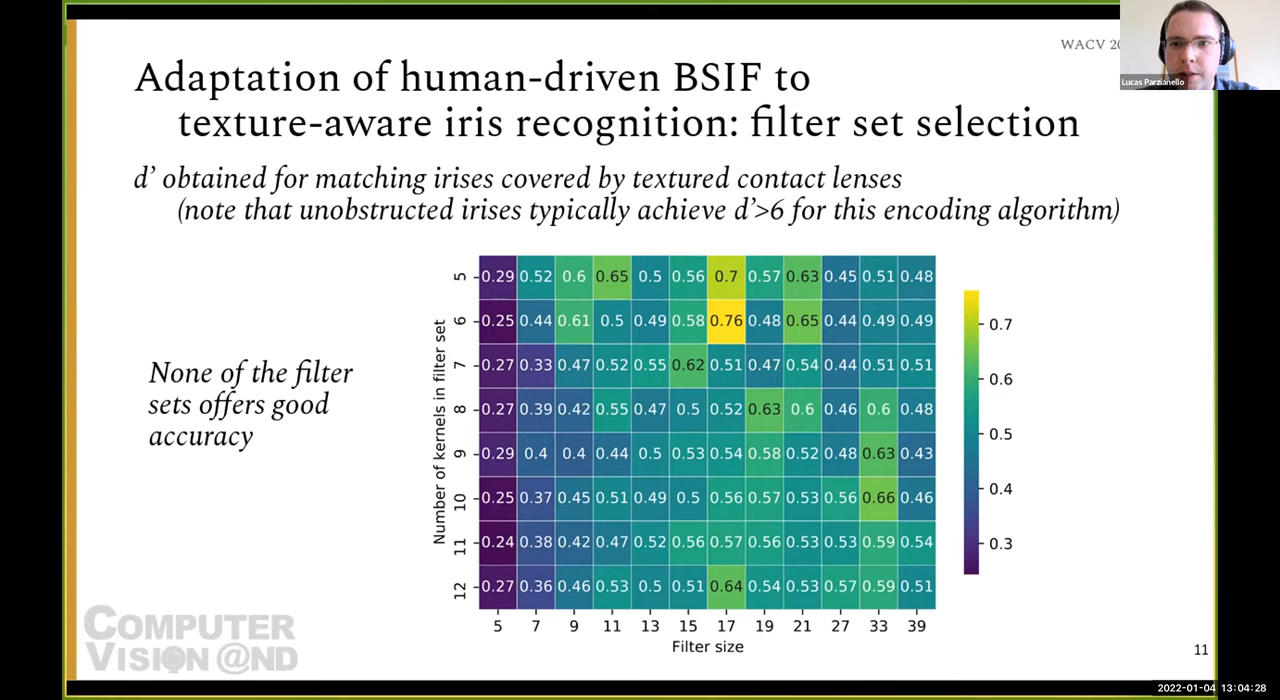 WACV 20
Lucas Parzianello
Adaptation of human-driven BSIF to
texture-aware iris recognition: filter set selection
d’ obtained for matching irises covered by textured contact lenses
(note that unobstructed irises typically achieve d’>6 for this encoding algorithm)
None of the filter
sets offers good
accuracy
Number of kernels in filter set
5 0.29 0.52 0.6 0.65 0.5 0.56 0.7 0.57 0.63 0.45 0.51 0.48
6 0.25 0.44 0.61 0.5 0.49 0.58 0.76 0.48 0.65 0.44 0.49 0.49
7 0.27 0.33 0.47 0.52 0.55 0.62 0.51 0.47 0.54 0.44 0.51 0.51
8 0.27 0.39 0.42 0.55 0.47 0.5 0.52 0.63 0.6 0.46 0.6 0.48
9 0.29 0.4 0.4 0.44 0.5 0.53 0.54 0.58 0.52 0.48 0.63 0.43
10 0.25 0.37 0.45 0.51 0.49 0.5 0.56 0.57 0.53 0.56 0.66 0.46
11 0.24 0.38 0.42 0.47 0.52 0.56 0.57 0.56 0.53 0.53 0.59 0.54
12 0.27 0.36 0.46 0.53 0.5 0.51 0.64 0.54 0.53 0.57 0.59 0.51
5 7 9 11 13 15 17 19 21 27 33 39
Filter size
0.7
0.6
0.5
0.4
0.3
COMPUTER
VISION @ND
11
2022-01-04 13:04:28